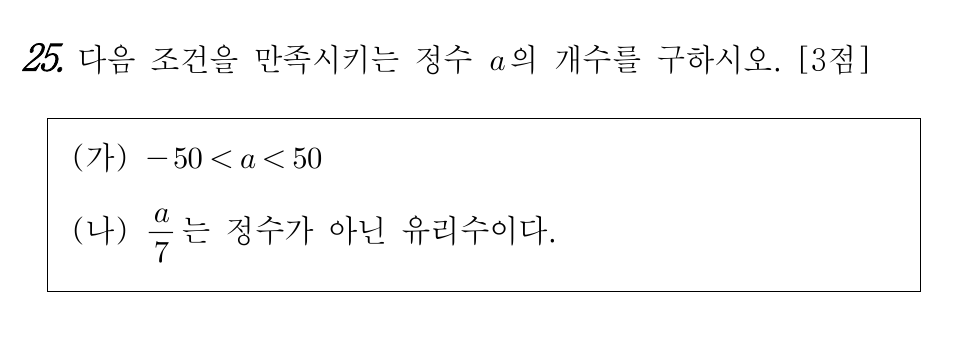 25. 다음 조건을 만족시키는 정수 a의 개수를 구하시오. [3점]
(가) −50 < a < 50
(나) a/7 는 정수가 아닌 유리수이다.